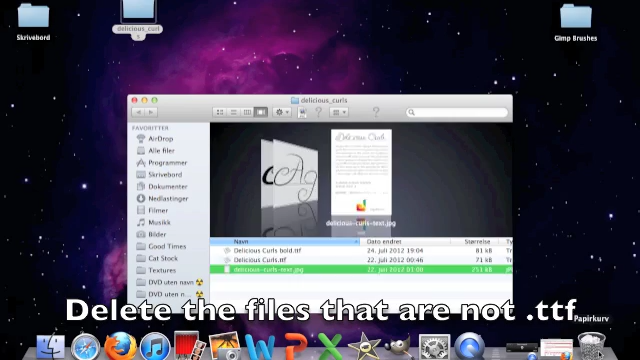 Skrivebord
delicious_curl
s
Gimp Brushes
delicious_curls
FAVORITTER
AirDrop
Alle filer
Programmer
Skrivebord
Dokumenter
Nedlastinger
Filmer
Musikk
Bilder
Good Times
Cat Stock
Textures
DVD uten navn
DVD uten n...
cAg
Delicious Curls
delicious-curls-text.jpg
Navn
Dato endret
Størrelse
Delicious Curls bold.ttf
24. juli 2012 19:04
81 kB
Delicious Curls.ttf
22. juli 2012 00:46
71 kB
delicious-curls-text.jpg
22. juli 2012 01:00
251 kB
Delete the files that are not .ttf
Papirkurv